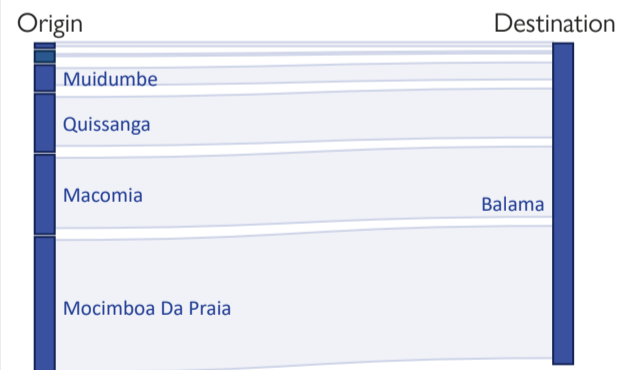 Origin
Destination
Muidumbe
Quissanga
Macomia
Balama
Mocimboa Da Praia